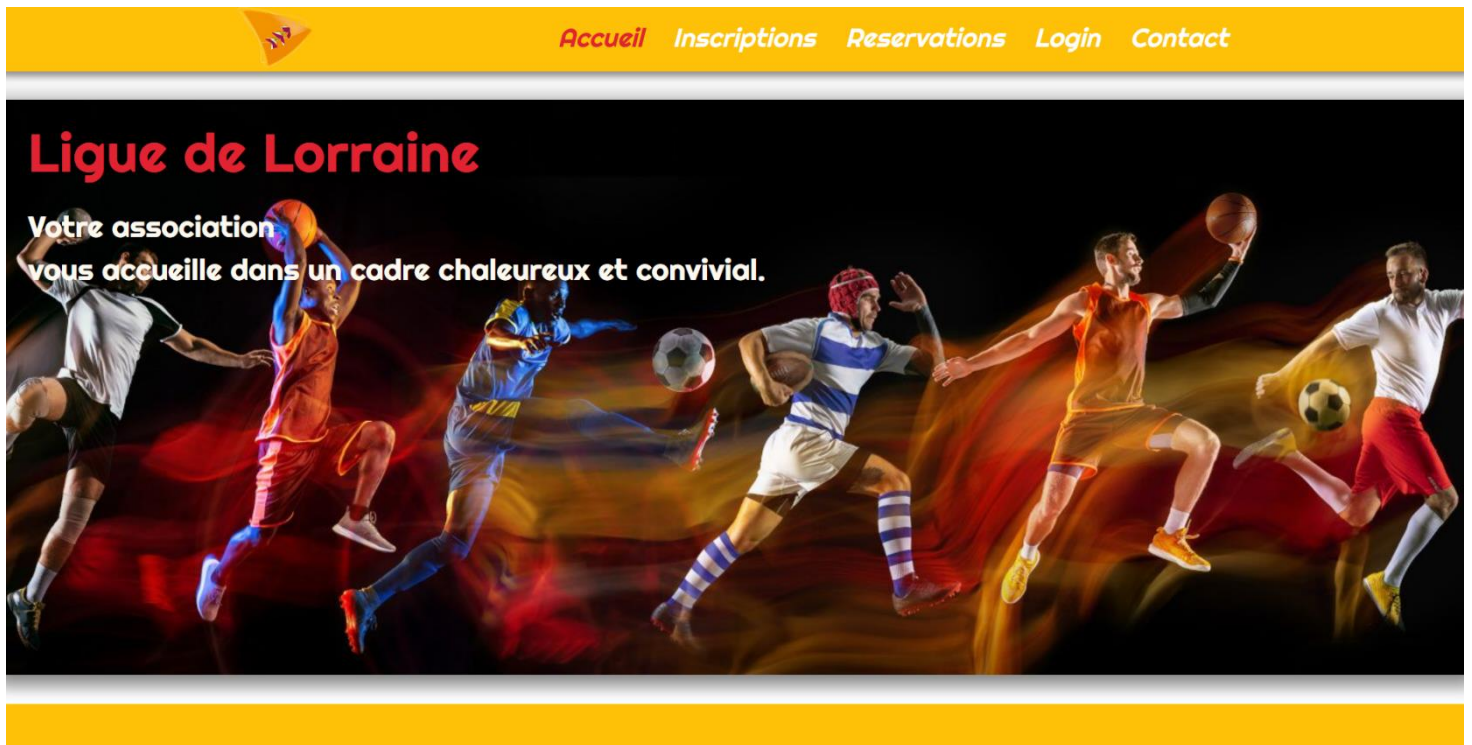 Accueil Inscriptions Reservations Login Contact
Ligue de Lorraine
Votre association
vous accueille dans un cadre chaleureux et convivial.